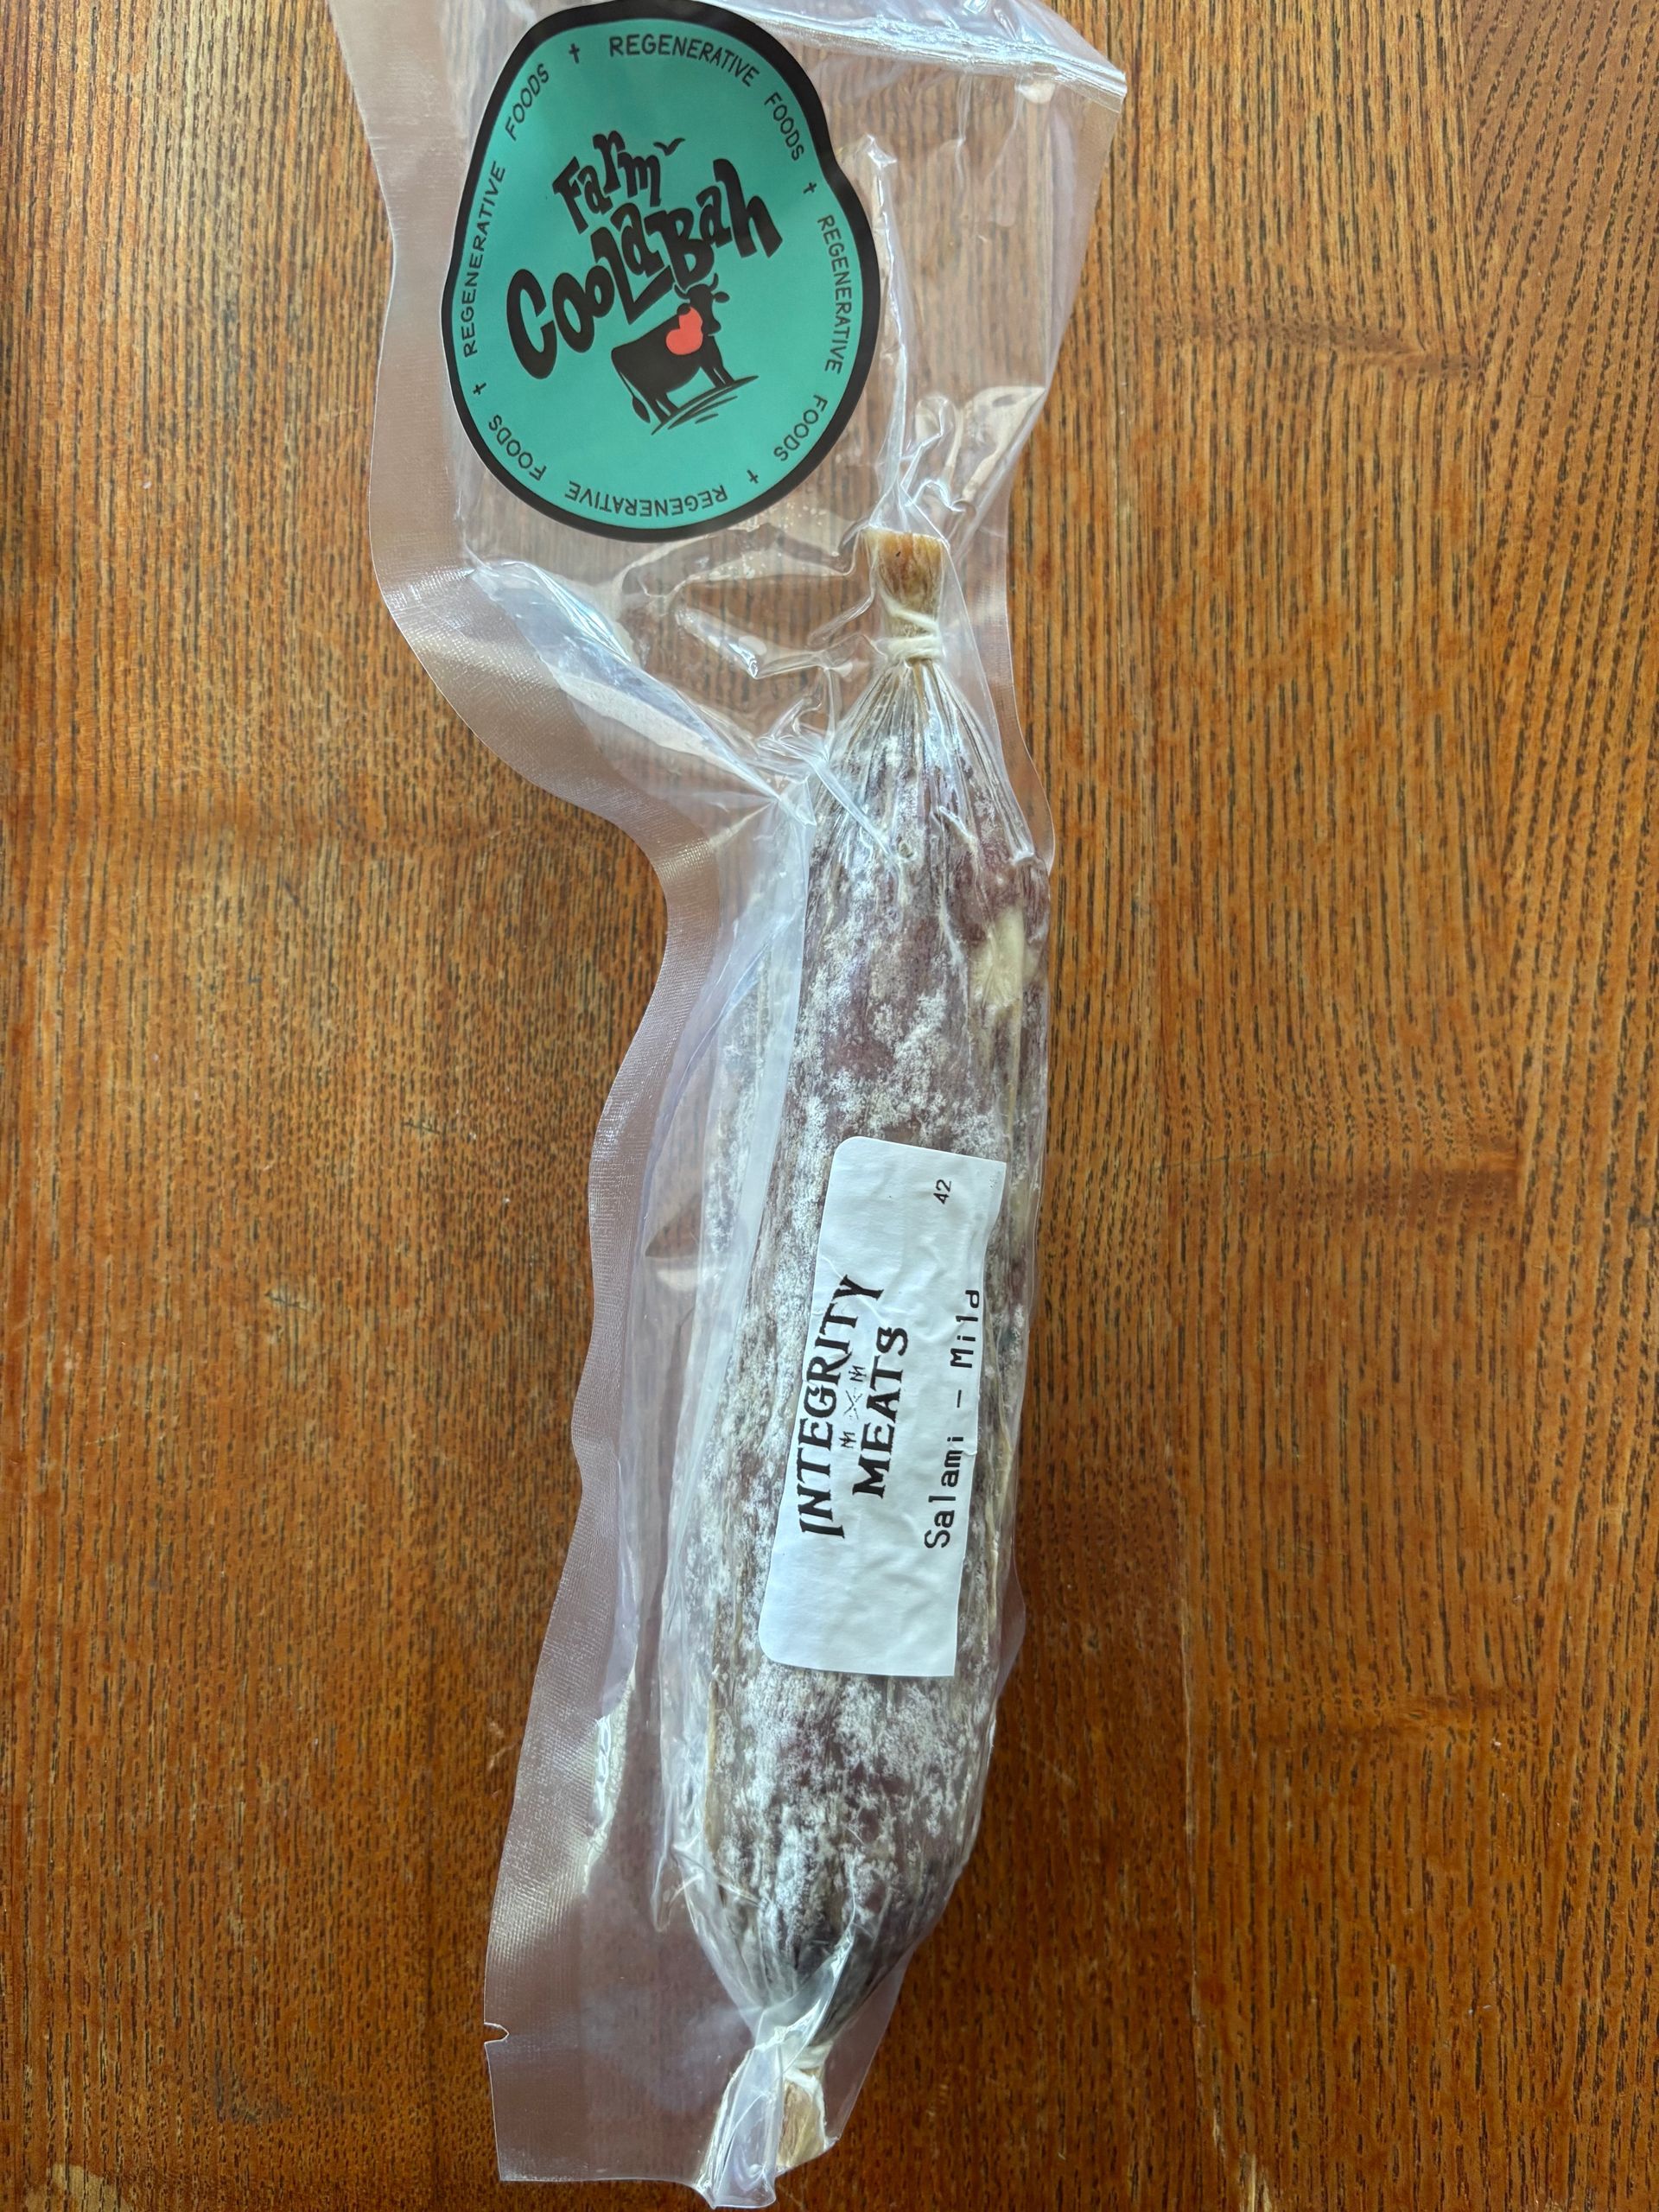 Farm
CoolaBah
REGENERATIVE FOODS † REGENERATIVE FOODS † REGENERATIVE FOODS † REGENERATIVE FOODS †
42
INTEGRITY
MEATS
Salami - Mild